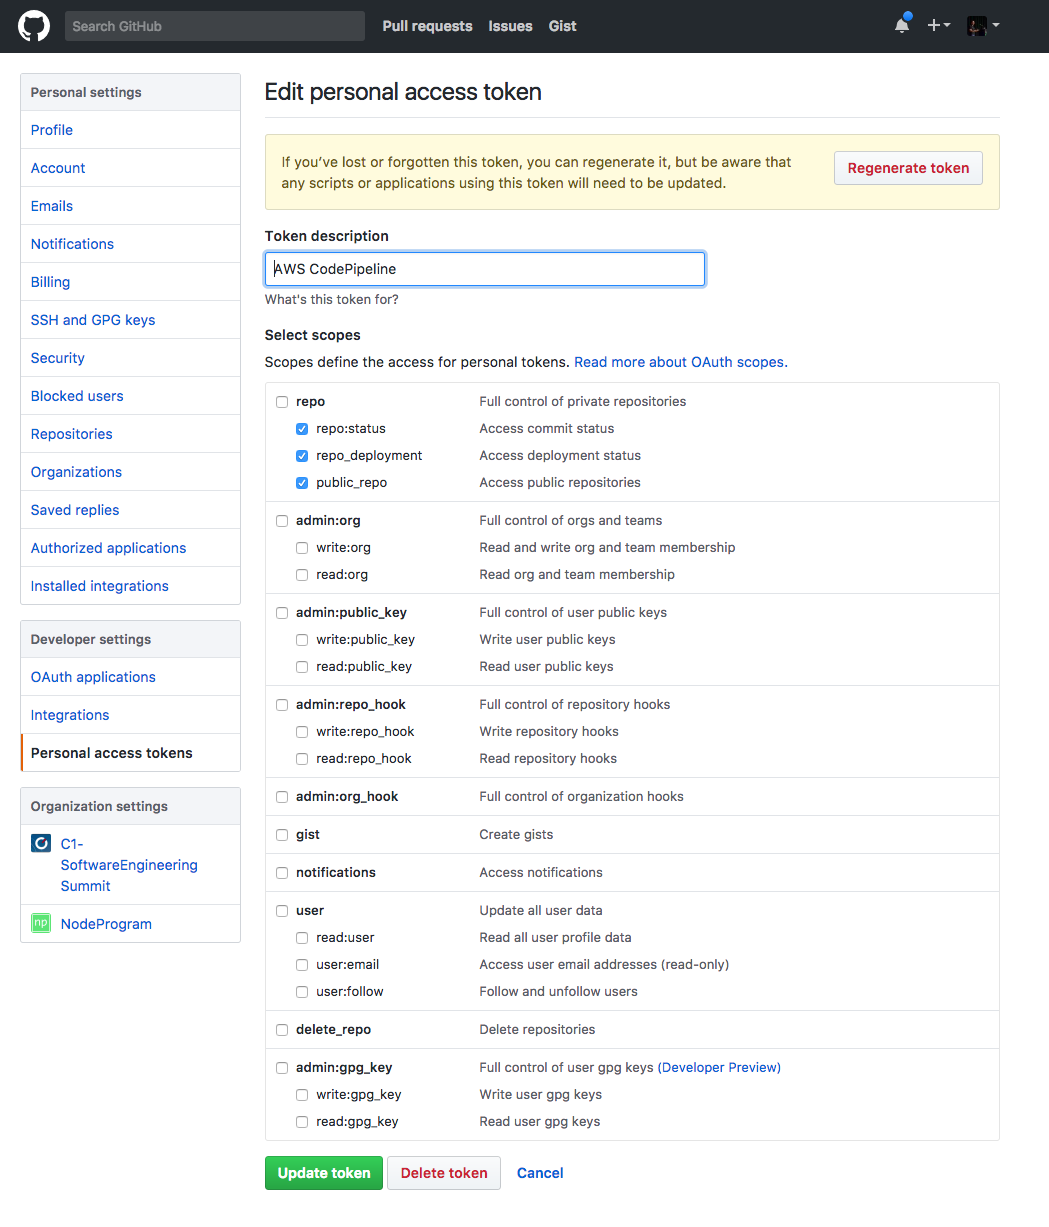 Search GitHub
Pull requests
Issues
Gist
Personal settings
Profile
Account
Emails
Notifications
Billing
SSH and GPG keys
Security
Blocked users
Repositories
Organizations
Saved replies
Authorized applications
Installed integrations
Developer settings
OAuth applications
Integrations
Personal access tokens
Organization settings
C1-
SoftwareEngineering
Summit
np
NodeProgram
Edit personal access token
If you’ve lost or forgotten this token, you can regenerate it, but be aware that
any scripts or applications using this token will need to be updated.
Regenerate token
Token description
AWS CodePipeline
What's this token for?
Select scopes
Scopes define the access for personal tokens. Read more about OAuth scopes.
repo Full control of private repositories
repo:status Access commit status
repo_deployment Access deployment status
public_repo Access public repositories
admin:org Full control of orgs and teams
write:org Read and write org and team membership
read:org Read org and team membership
admin:public_key Full control of user public keys
write:public_key Write user public keys
read:public_key Read user public keys
admin:repo_hook Full control of repository hooks
write:repo_hook Write repository hooks
read:repo_hook Read repository hooks
admin:org_hook Full control of organization hooks
gist Create gists
notifications Access notifications
user Update all user data
read:user Read all user profile data
user:email Access user email addresses (read-only)
user:follow Follow and unfollow users
delete_repo Delete repositories
admin:gpg_key Full control of user gpg keys (Developer Preview)
write:gpg_key Write user gpg keys
read:gpg_key Read user gpg keys
Update token
Delete token
Cancel